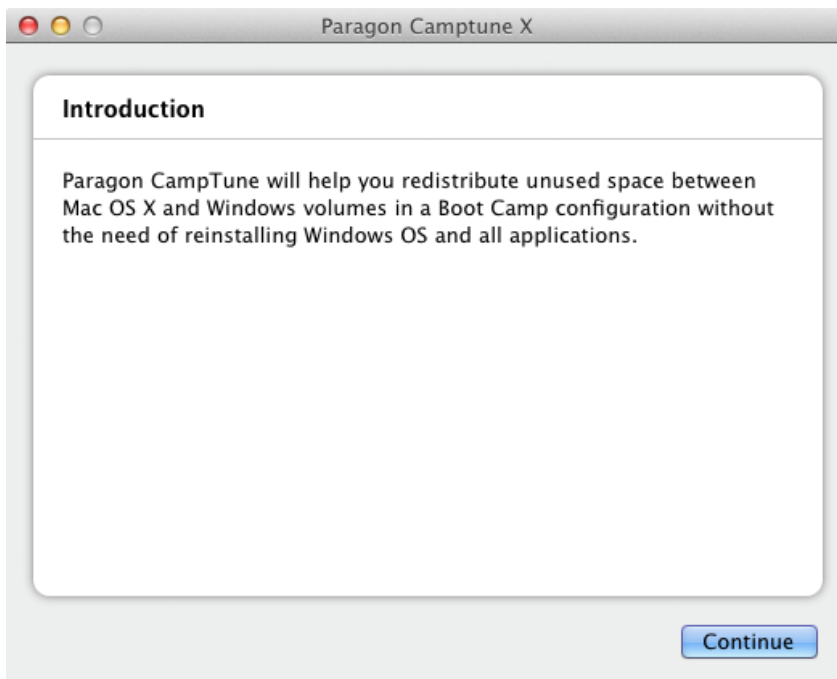 Paragon Camptune X
Introduction
Paragon CampTune will help you redistribute unused space between
Mac OS X and Windows volumes in a Boot Camp configuration without
the need of reinstalling Windows OS and all applications.
Continue